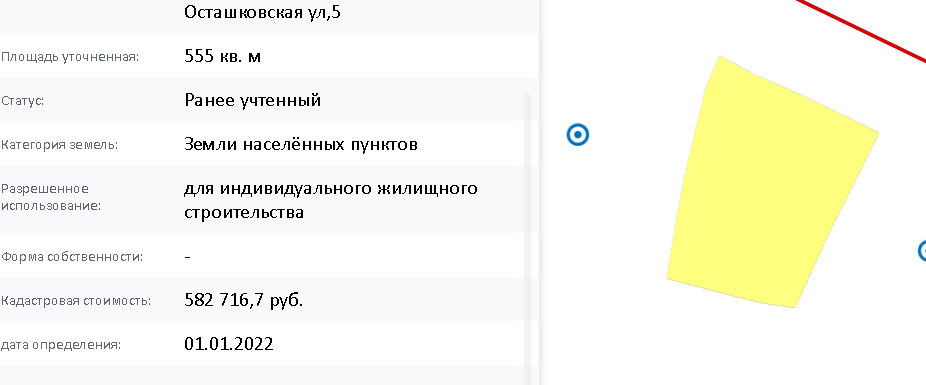 Осташковская ул,5
Площадь уточненная: 555 кв. м
Статус: Ранее учтенный
Категория земель: Земли населённых пунктов
Разрешенное
использование:
для индивидуального жилищного
строительства
Форма собственности: -
Кадастровая стоимость: 582 716,7 руб.
дата определения: 01.01.2022